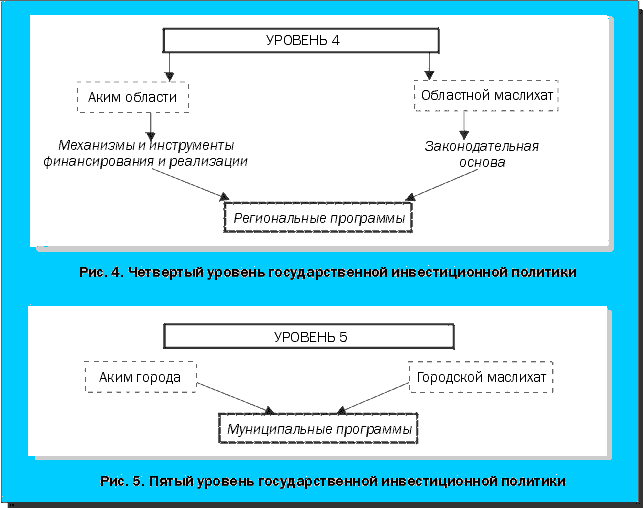 УРОВЕНЬ 4
Аким области
Областной маслихат
Механизмы и инструменты
финансирования и реализации
Законодательная
основа
Региональные программы
Рис. 4. Четвертый уровень государственной инвестиционной политики
УРОВЕНЬ 5
Аким города
Городской маслихат
Муниципальные программы
Рис. 5. Пятый уровень государственной инвестиционной политики